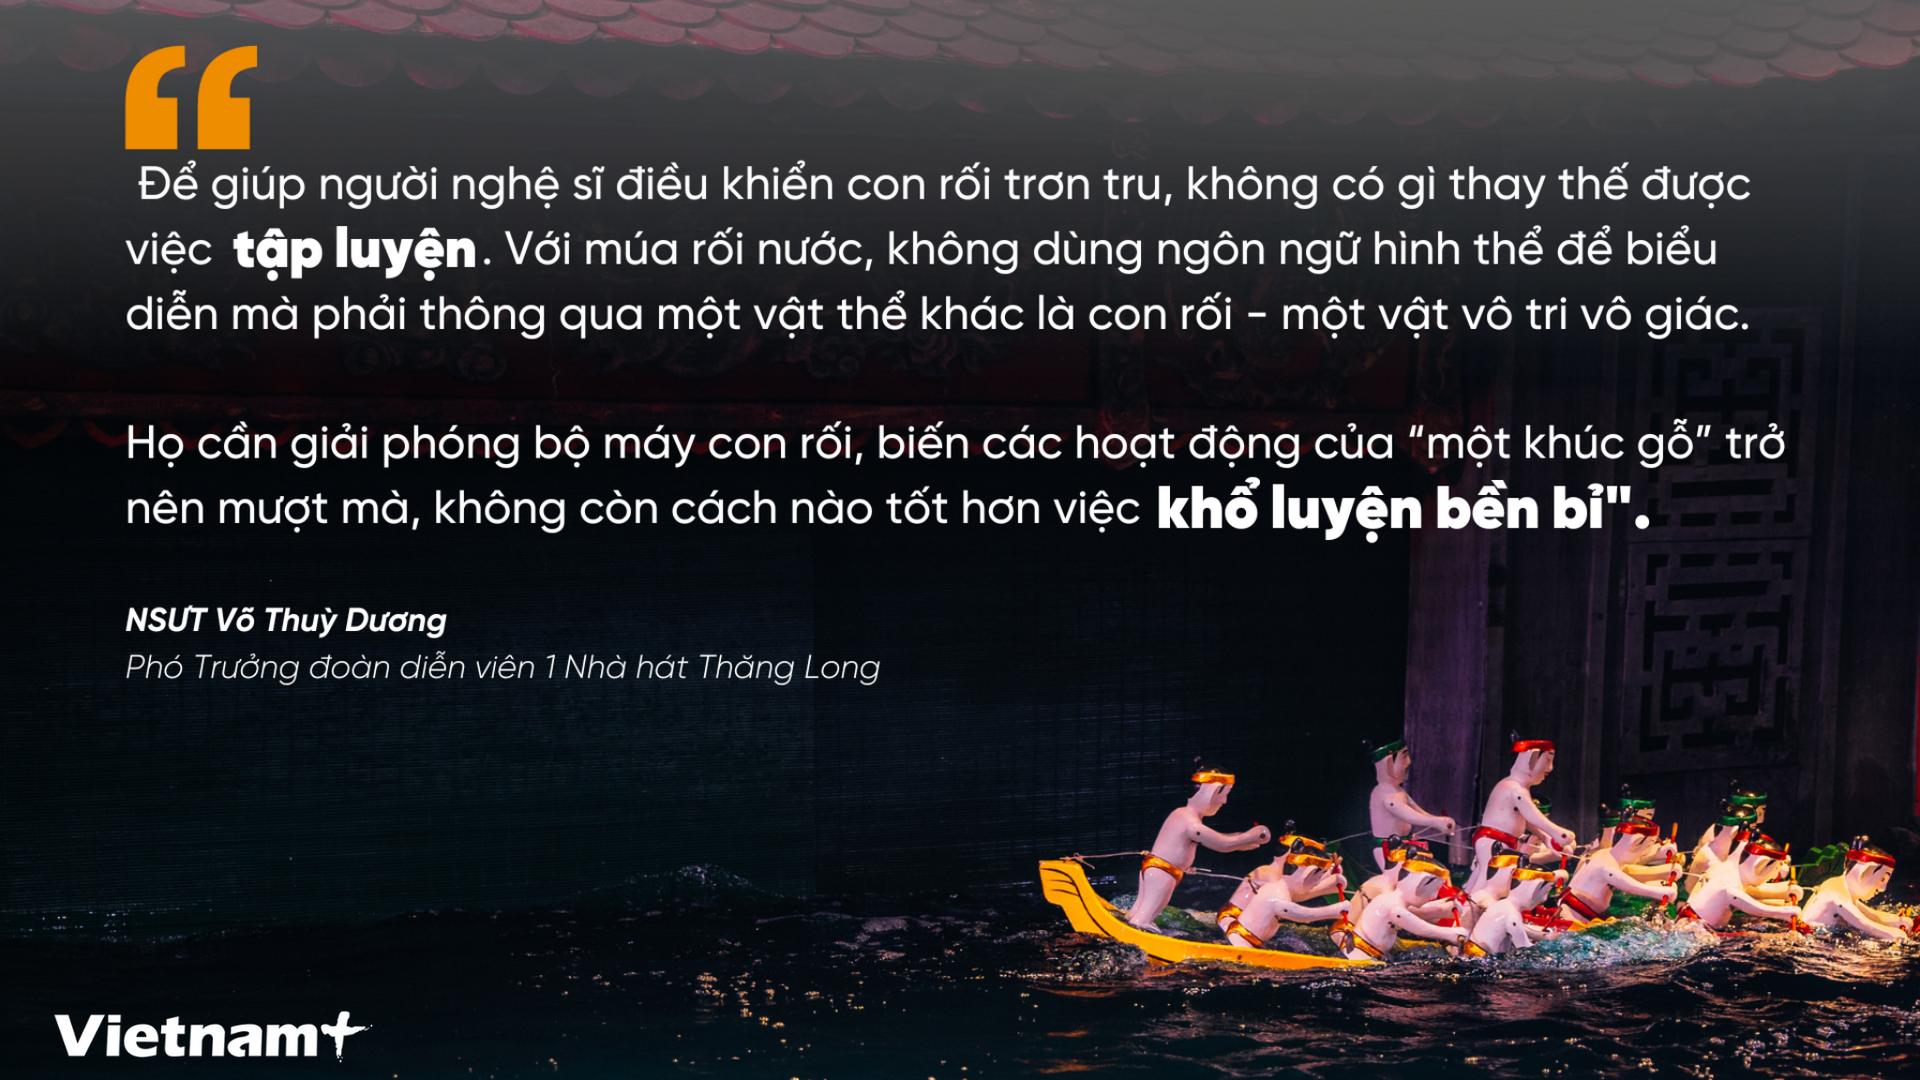 “
Để giúp người nghệ sĩ điều khiển con rối trơn tru, không có gì thay thế được
việc tập luyện. Với múa rối nước, không dùng ngôn ngữ hình thể để biểu
diễn mà phải thông qua một vật thể khác là con rối - một vật vô tri vô giác.
Họ cần giải phóng bộ máy con rối, biến các hoạt động của “một khúc gỗ” trở
nên mượt mà, không còn cách nào tốt hơn việc khổ luyện bền bỉ".
NSƯT Võ Thuỳ Dương
Phó Trưởng đoàn diễn viên 1 Nhà hát Thăng Long
Vietnam+